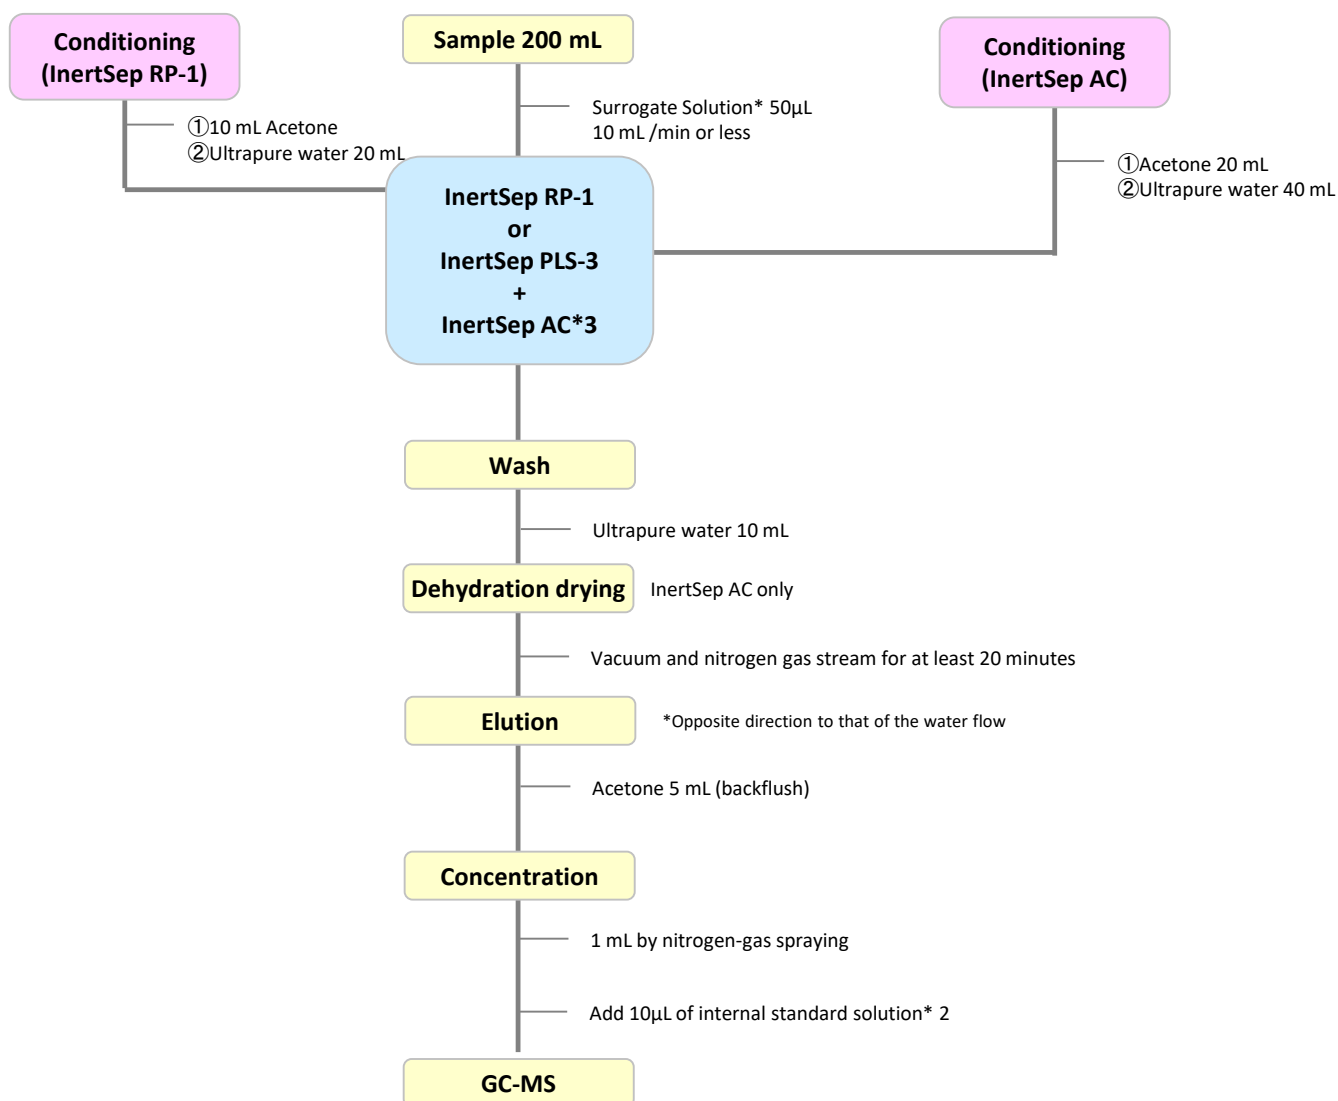 Conditioning
(InertSep RP-1)
①10 mL Acetone
②Ultrapure water 20 mL
Sample 200 mL
Surrogate Solution* 50µL
10 mL /min or less
Conditioning
(InertSep AC)
①Acetone 20 mL
②Ultrapure water 40 mL
InertSep RP-1
or
InertSep PLS-3
+
InertSep AC*3
Wash
Ultrapure water 10 mL
Dehydration drying
InertSep AC only
Vacuum and nitrogen gas stream for at least 20 minutes
Elution
*Opposite direction to that of the water flow
Acetone 5 mL (backflush)
Concentration
1 mL by nitrogen-gas spraying
Add 10µL of internal standard solution* 2
GC-MS